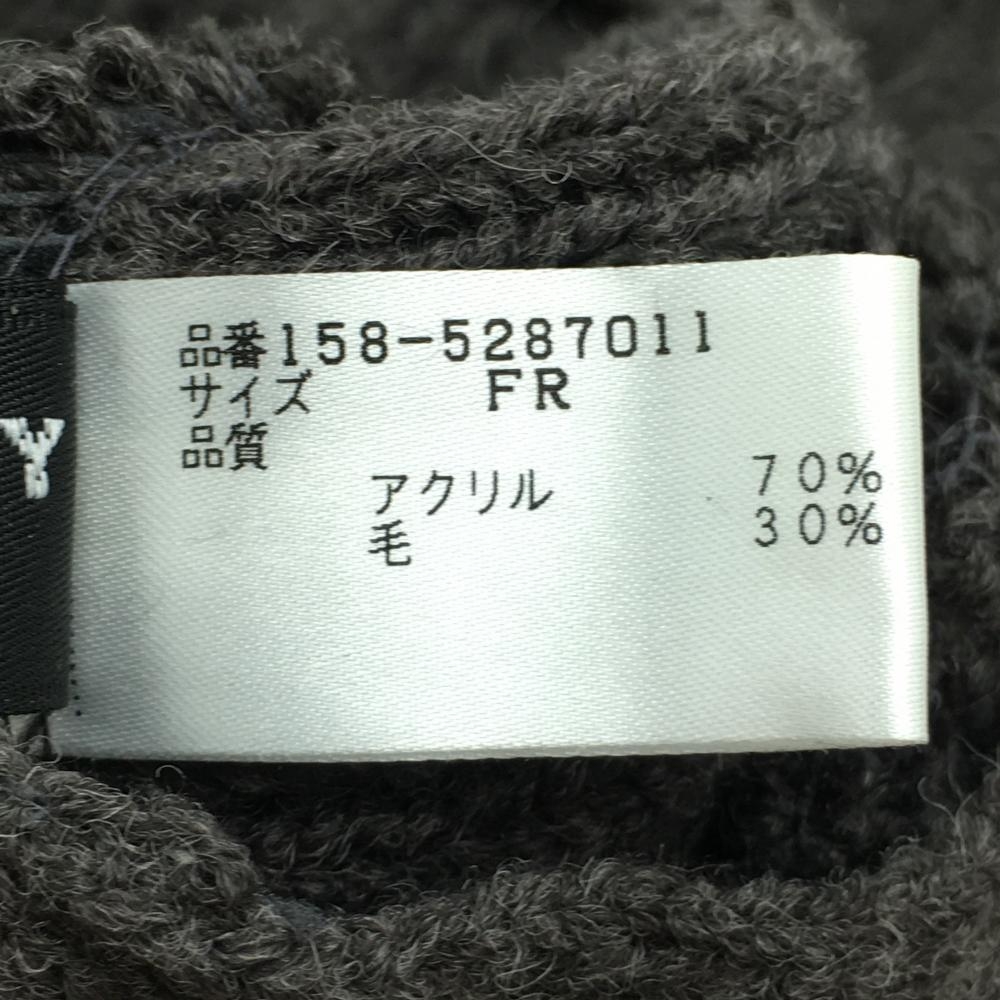 品番158-5287011
サイズ FR
品質
アクリル 70%
毛 30%
Y